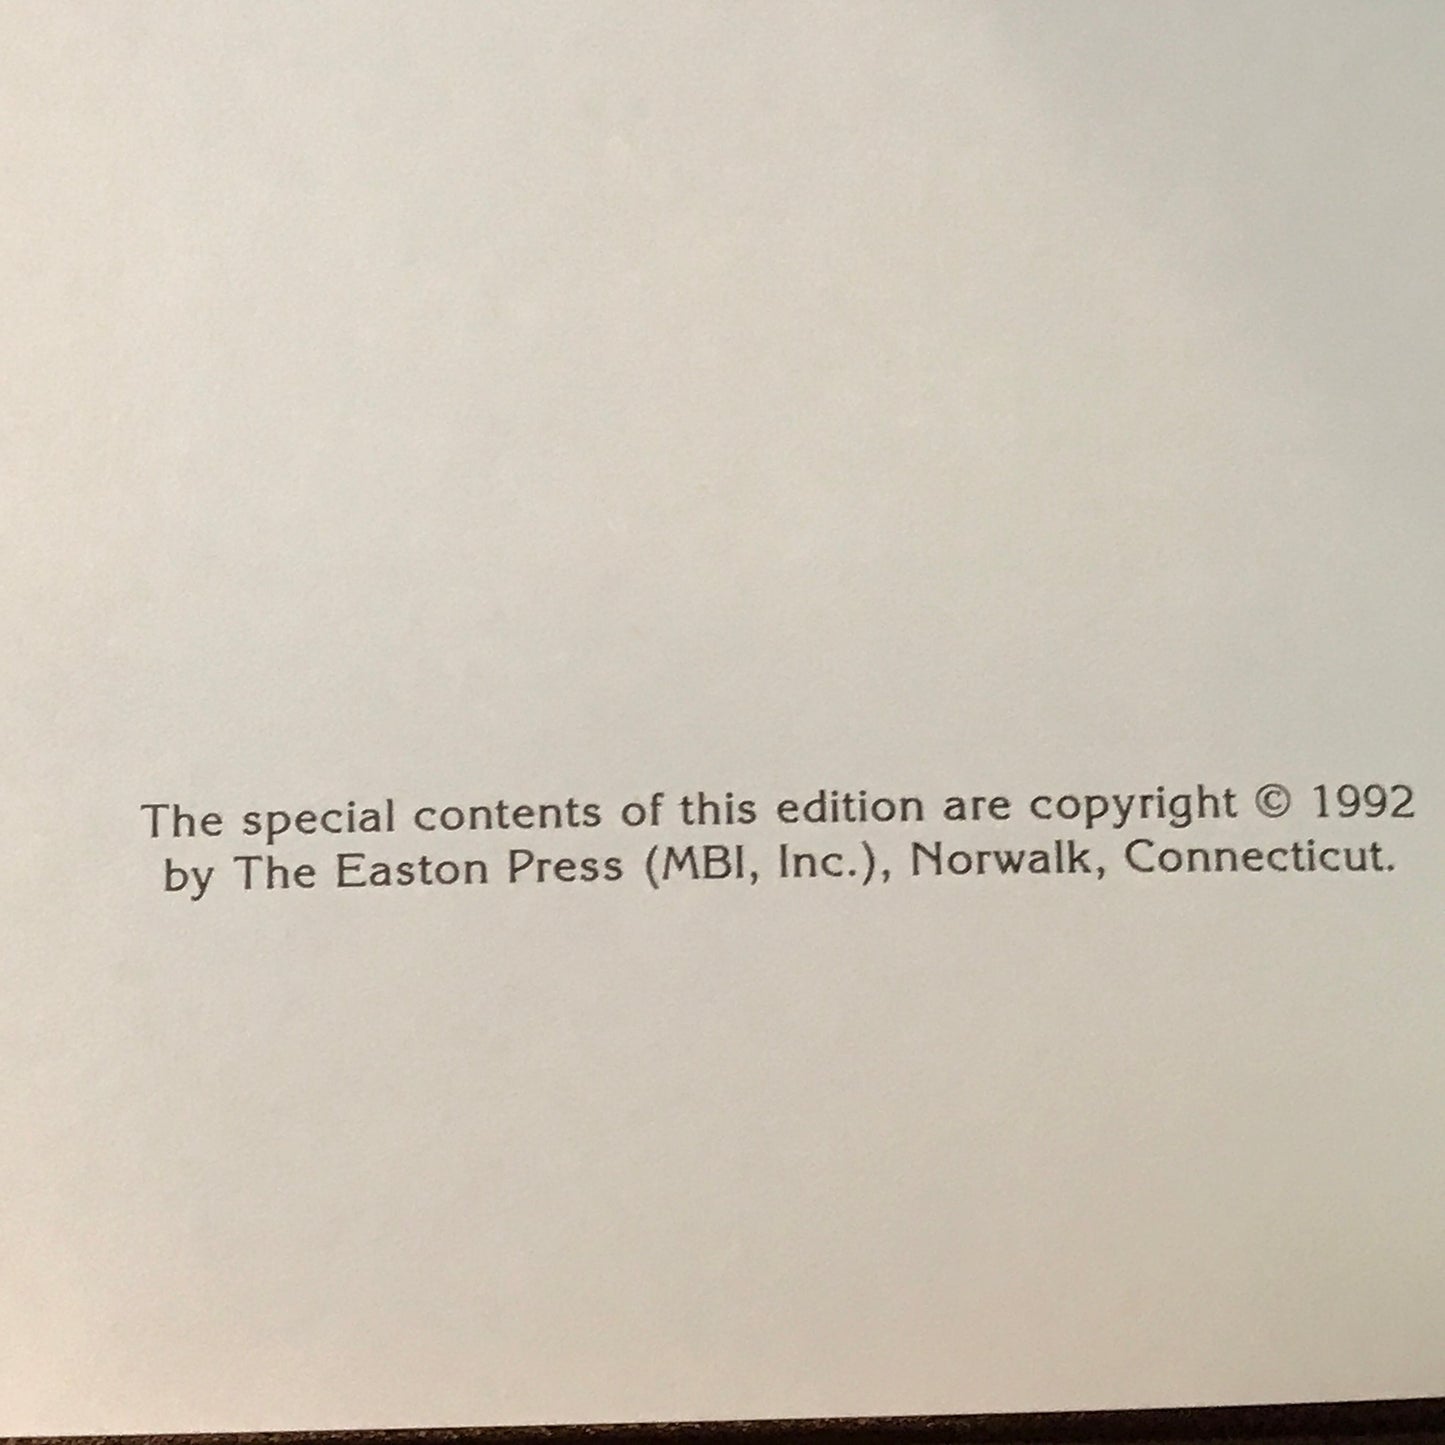 The special contents of this edition are copyright © 1992
by The Easton Press (MBI, Inc.), Norwalk, Connecticut.